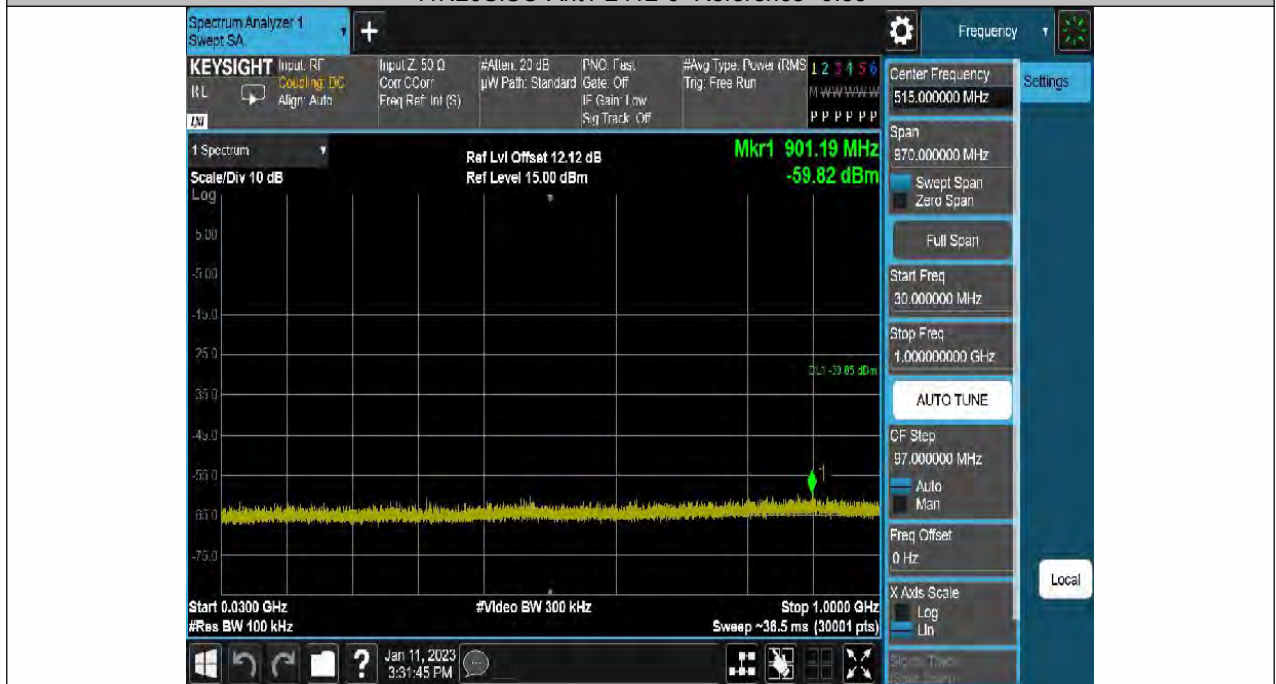 Spectrum Analyzer 1
Swept SA
+
Frequency
KEYSIGHT
RL
LXI
Input: RF
Coupling: DC
Align: Auto
Input Z: 50 Ω
Corr CCorr
Freq Ref: Int (S)
#Atten: 20 dB
µW Path: Standard
PNO: Fast
Gate: Off
IF Gain: Low
Sig Track: Off
#Avg Type: Power (RMS
Trig: Free Run
1 2 3 4 5 6
M W W W W W
P P P P P P
Center Frequency
515.000000 MHz
Settings
Span
970.000000 MHz
Swept Span
Zero Span
Full Span
Start Freq
30.000000 MHz
Stop Freq
1.000000000 GHz
AUTO TUNE
CF Step
97.000000 MHz
Auto
Man
Freq Offset
0 Hz
X Axis Scale
Log
Lin
Local
1 Spectrum
Scale/Div 10 dB
Log
Ref Lvl Offset 12.12 dB
Ref Level 15.00 dBm
Mkr1 901.19 MHz
-59.82 dBm
5.00
-5.00
-15.0
-25.0
-35.0
-45.0
-55.0
-65.0
-75.0
1
Start 0.0300 GHz
#Res BW 100 kHz
#Video BW 300 kHz
Stop 1.0000 GHz
Sweep ~36.5 ms (30001 pts)
?
Jan 11, 2023
3:31:45 PM